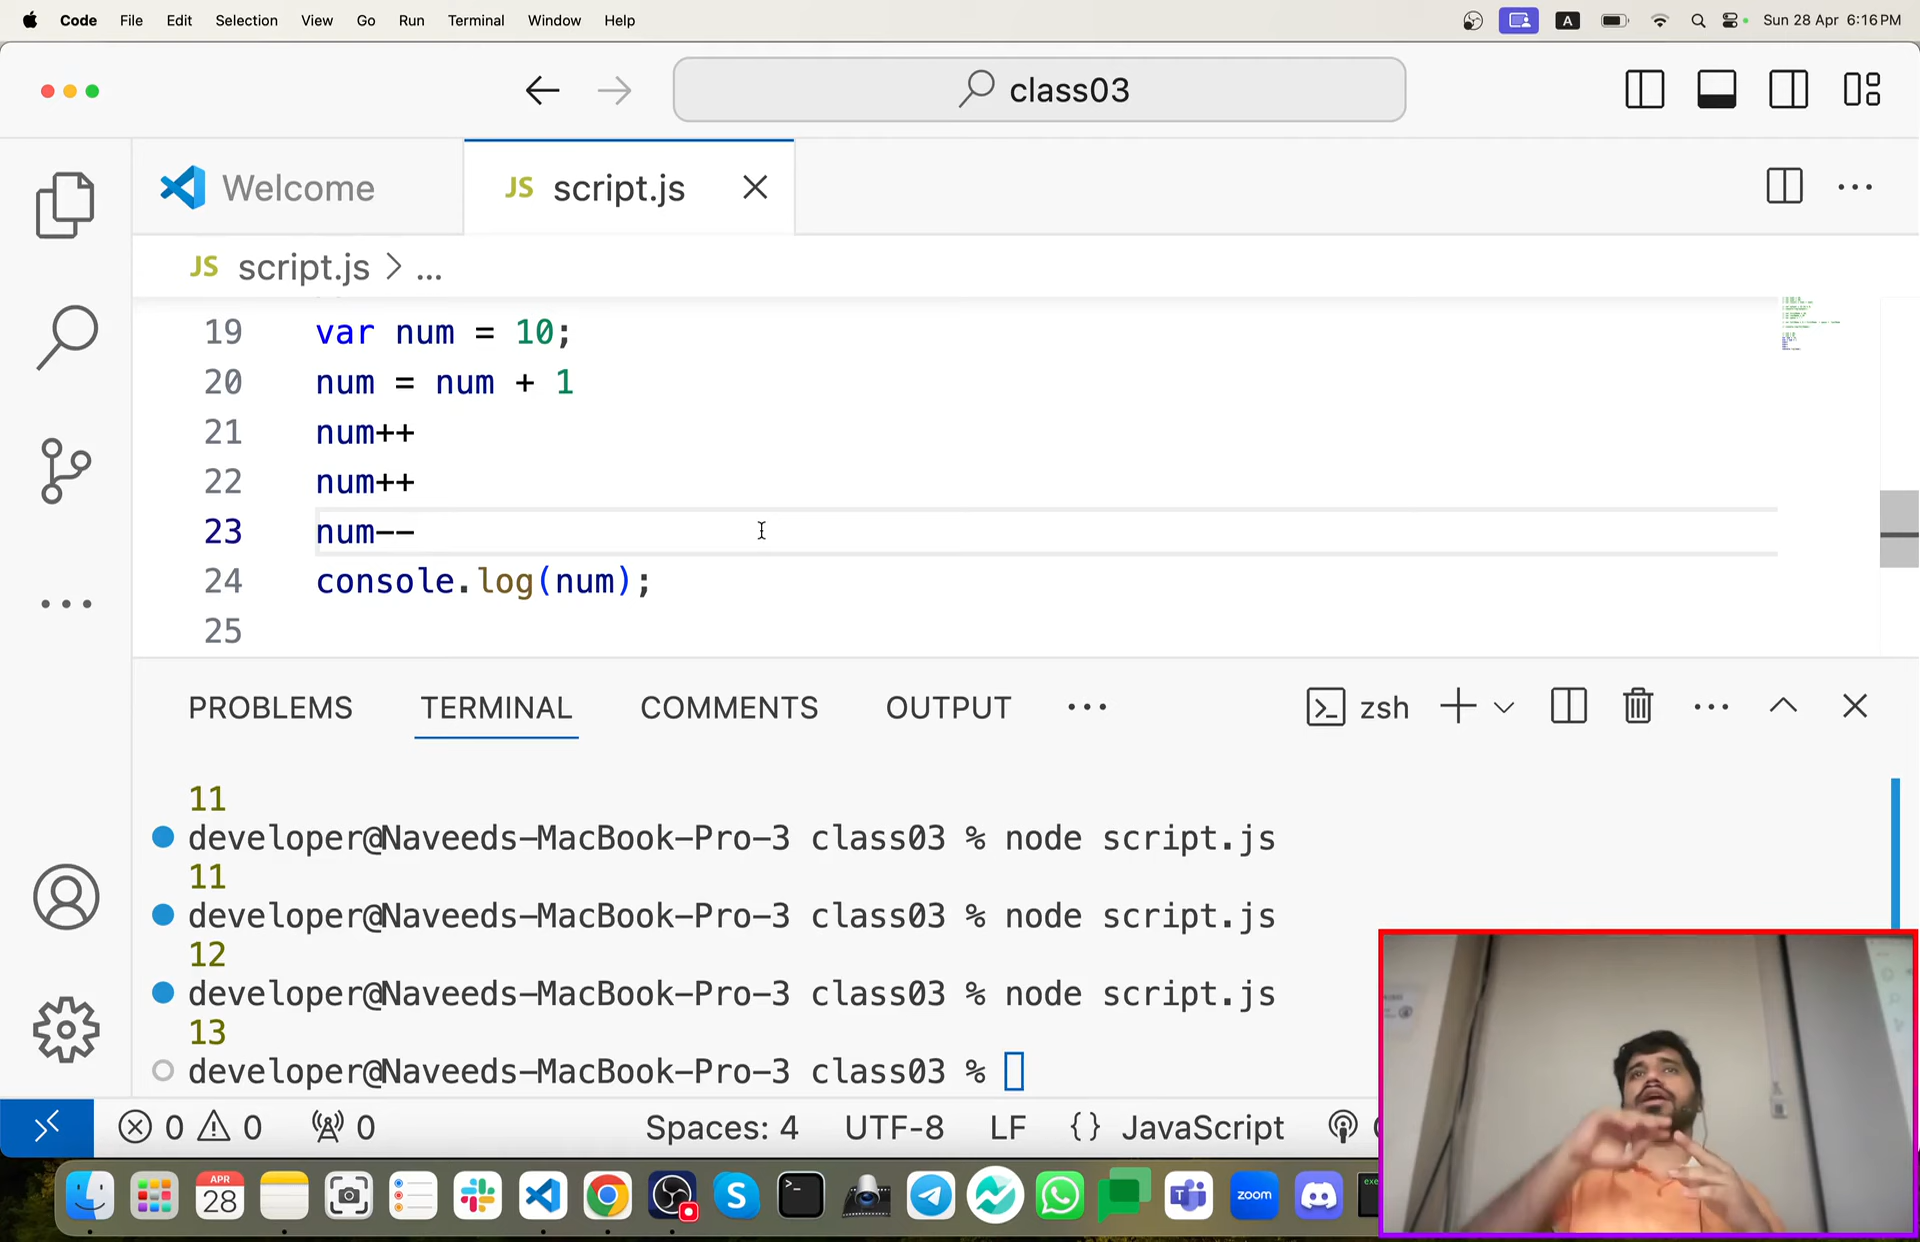 Code File Edit Selection View Go Run Terminal Window Help A Sun 28 Apr 6:16 PM
class03
Welcome JS script.js
JS script.js > ...
19 var num = 10;
20 num = num + 1
21 num++
22 num++
23 num--
24 console.log(num);
25
PROBLEMS TERMINAL COMMENTS OUTPUT ... zsh
11
developer@Naveeds-MacBook-Pro-3 class03 % node script.js
11
developer@Naveeds-MacBook-Pro-3 class03 % node script.js
12
developer@Naveeds-MacBook-Pro-3 class03 % node script.js
13
developer@Naveeds-MacBook-Pro-3 class03 %
0 0 0 Spaces: 4 UTF-8 LF {} JavaScript
APR
28 S >_ T zoom exe